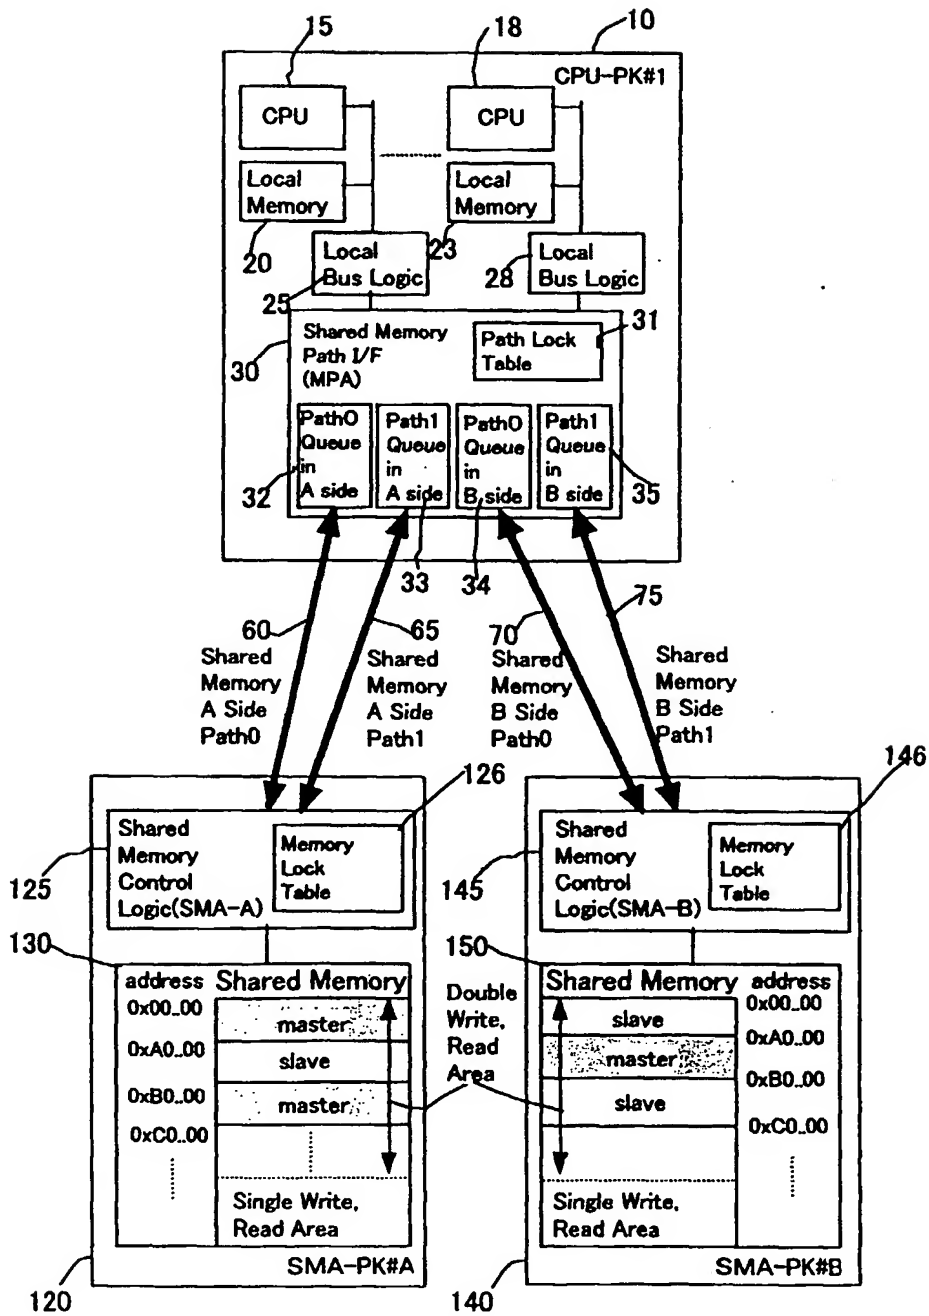 15
18
10
CPU-PK#1
CPU
CPU
Local
Memory
Local
Memory
20
23
Local
Bus Logic
25
28
Local
Bus Logic
31
Shared Memory
Path I/F
(MPA)
30
Path Lock
Table
Path0
Queue
in
A side
Path1
Queue
in
A side
Path0
Queue
in
B side
Path1
Queue
in
B side
32
33
34
35
60
65
70
75
Shared
Memory
A Side
Path0
Shared
Memory
A Side
Path1
Shared
Memory
B Side
Path0
Shared
Memory
B Side
Path1
126
146
Shared
Memory
Control
Logic(SMA-A)
Memory
Lock
Table
125
Shared
Memory
Control
Logic(SMA-B)
Memory
Lock
Table
145
130
address
Shared Memory
0x00..00
master
0xA0..00
slave
0xB0..00
master
0xC0..00
Single Write,
Read Area
SMA-PK#A
120
Double
Write,
Read
Area
150
Shared Memory
address
0x00..00
slave
0xA0..00
master
0xB0..00
slave
0xC0..00
Single Write,
Read Area
SMA-PK#B
140